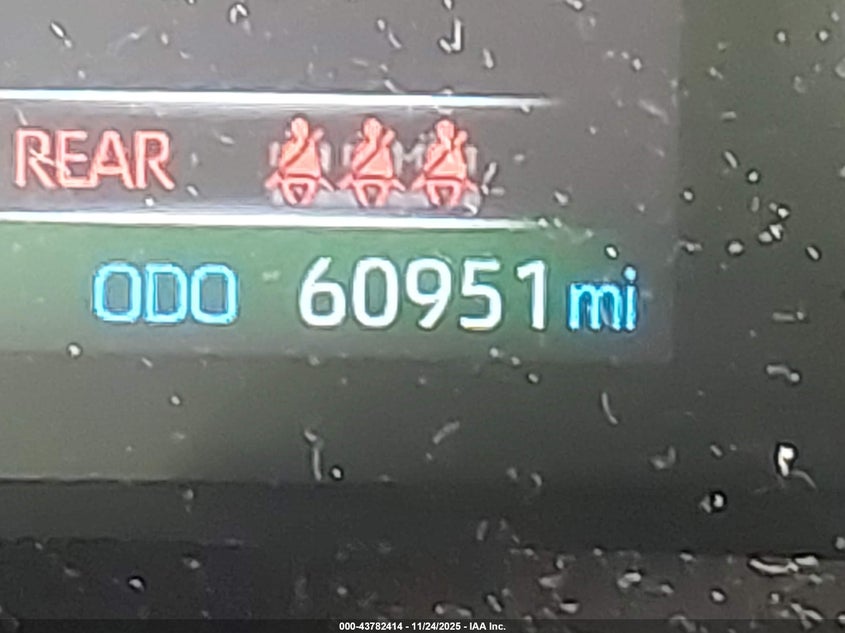 REAR
ODO 60951 mi
000-43782414 - 11/24/2025 - IAA Inc.